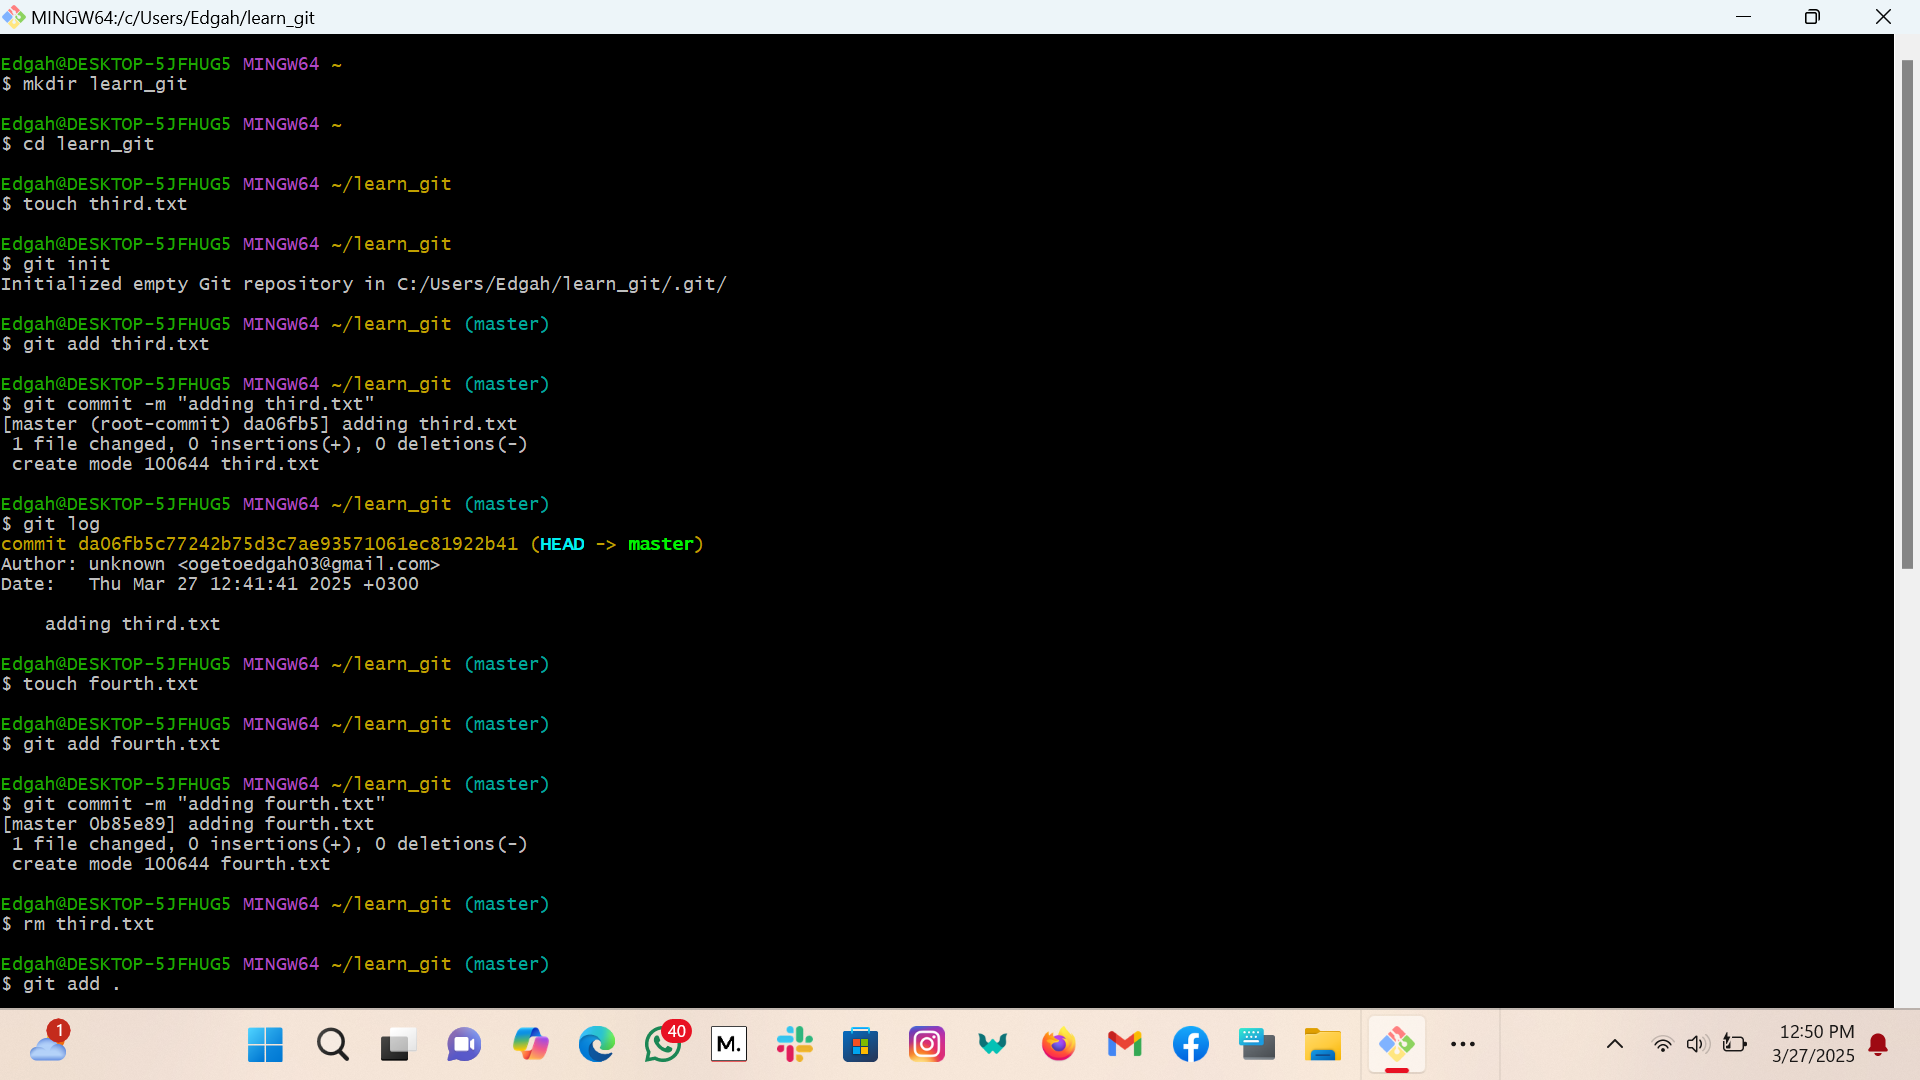 MINGW64:/c/Users/Edgah/learn_git
Edgah@DESKTOP-5JFHUG5 MINGW64 ~
$ mkdir learn_git
Edgah@DESKTOP-5JFHUG5 MINGW64 ~
$ cd learn_git
Edgah@DESKTOP-5JFHUG5 MINGW64 ~/learn_git
$ touch third.txt
Edgah@DESKTOP-5JFHUG5 MINGW64 ~/learn_git
$ git init
Initialized empty Git repository in C:/Users/Edgah/learn_git/.git/
Edgah@DESKTOP-5JFHUG5 MINGW64 ~/learn_git (master)
$ git add third.txt
Edgah@DESKTOP-5JFHUG5 MINGW64 ~/learn_git (master)
$ git commit -m "adding third.txt"
[master (root-commit) da06fb5] adding third.txt
 1 file changed, 0 insertions(+), 0 deletions(-)
 create mode 100644 third.txt
Edgah@DESKTOP-5JFHUG5 MINGW64 ~/learn_git (master)
$ git log
commit da06fb5c77242b75d3c7ae93571061ec81922b41 (HEAD -> master)
Author: unknown <ogetoedgah03@gmail.com>
Date:   Thu Mar 27 12:41:41 2025 +0300
    adding third.txt
Edgah@DESKTOP-5JFHUG5 MINGW64 ~/learn_git (master)
$ touch fourth.txt
Edgah@DESKTOP-5JFHUG5 MINGW64 ~/learn_git (master)
$ git add fourth.txt
Edgah@DESKTOP-5JFHUG5 MINGW64 ~/learn_git (master)
$ git commit -m "adding fourth.txt"
[master 0b85e89] adding fourth.txt
 1 file changed, 0 insertions(+), 0 deletions(-)
 create mode 100644 fourth.txt
Edgah@DESKTOP-5JFHUG5 MINGW64 ~/learn_git (master)
$ rm third.txt
Edgah@DESKTOP-5JFHUG5 MINGW64 ~/learn_git (master)
$ git add .
1
40
M.
12:50 PM
3/27/2025